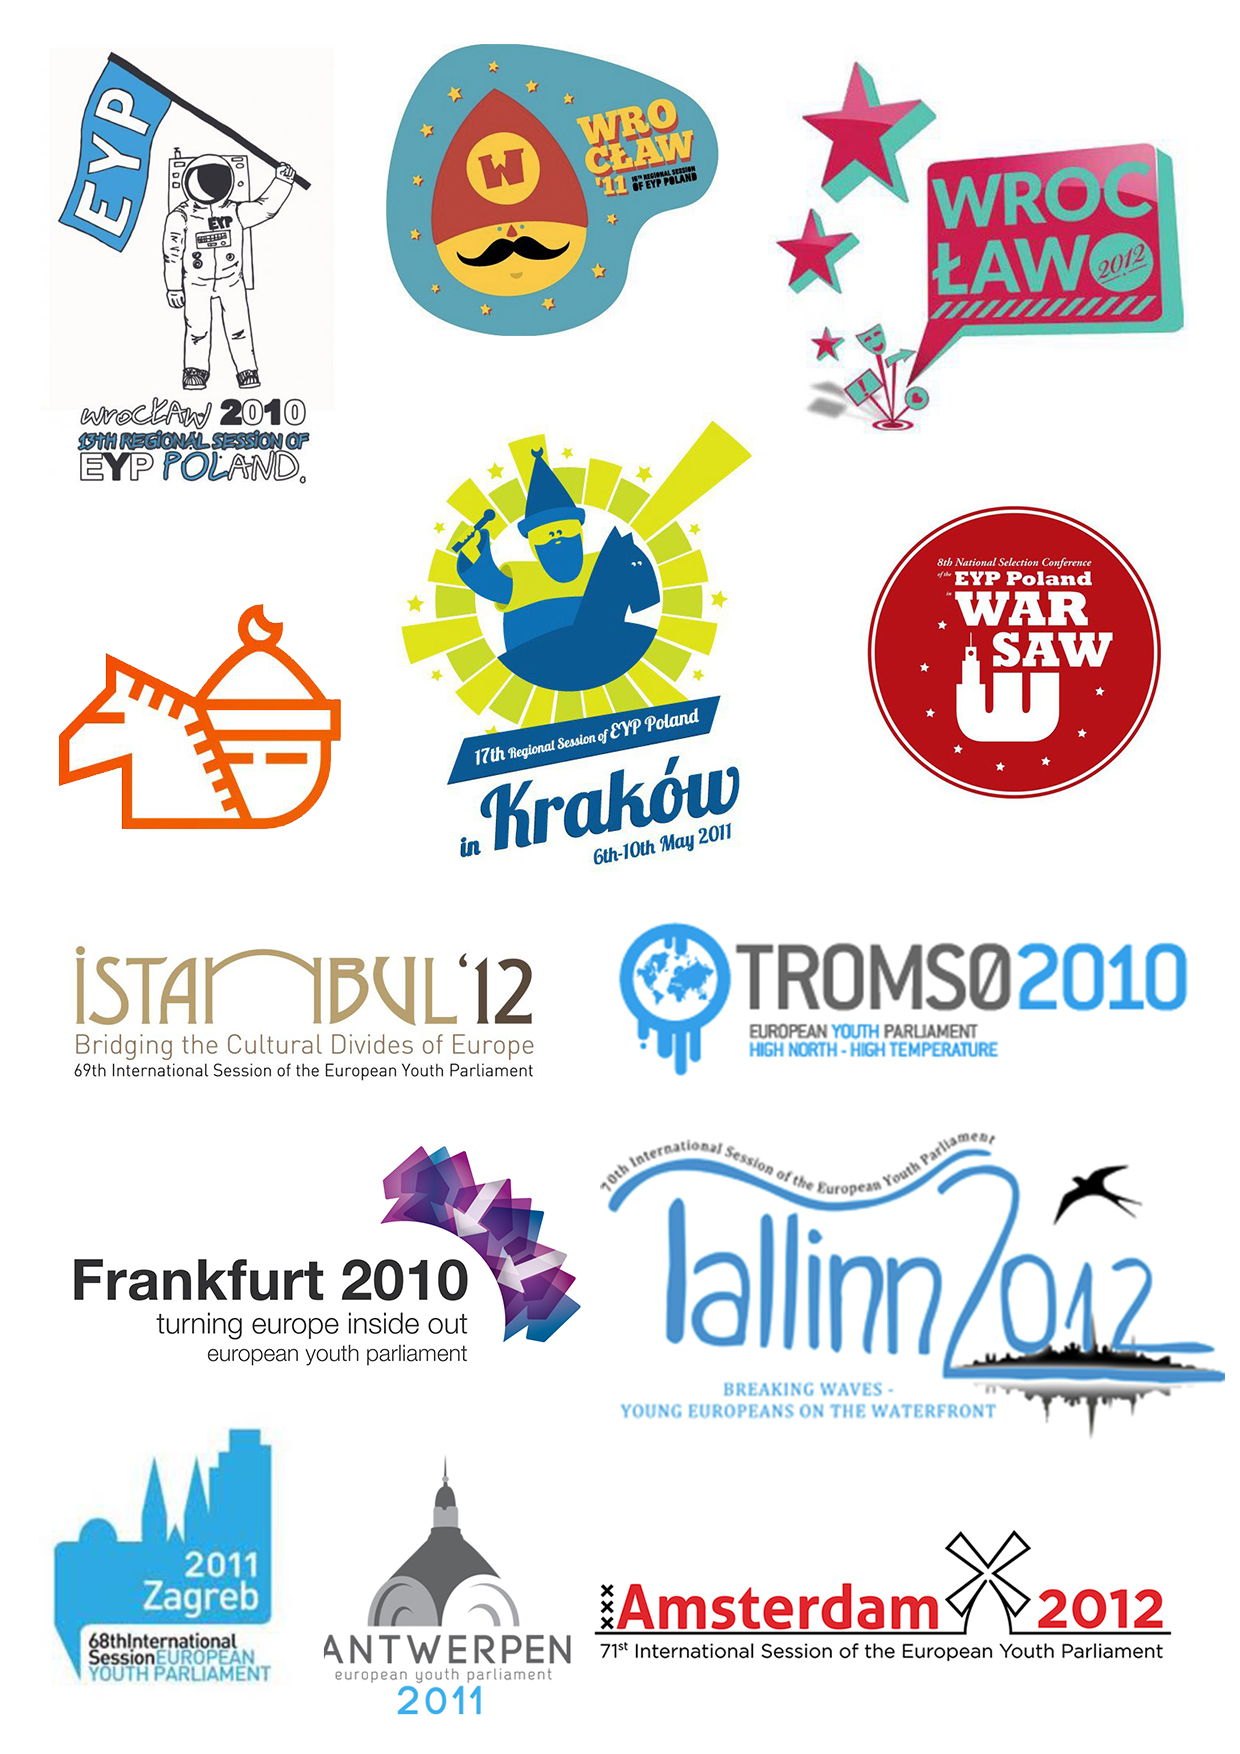 EYP
EYP
wrocŁAW 2010
13TH REGIONAL SESSION OF
EYP POLAND.
W
WRO
CŁAW
'11 16TH REGIONAL SESSION
OF EYP POLAND
WROC
ŁAW 2012
!
17th Regional Session of EYP Poland
in Kraków
6th-10th May 2011
8th National Selection Conference
of the EYP Poland
in
WAR
SAW
W
İSTANBUL '12
Bridging the Cultural Divides of Europe
69th International Session of the European Youth Parliament
TROMSØ2010
EUROPEAN YOUTH PARLIAMENT
HIGH NORTH - HIGH TEMPERATURE
Frankfurt 2010
turning europe inside out
european youth parliament
70th International Session of the European Youth Parliament
Tallinn 2012
BREAKING WAVES -
YOUNG EUROPEANS ON THE WATERFRONT
2011
Zagreb
68thInternational
SessionEUROPEAN
YOUTH PARLIAMENT
ANTWERPEN
european youth parliament
2011
xxx Amsterdam 2012
71st International Session of the European Youth Parliament